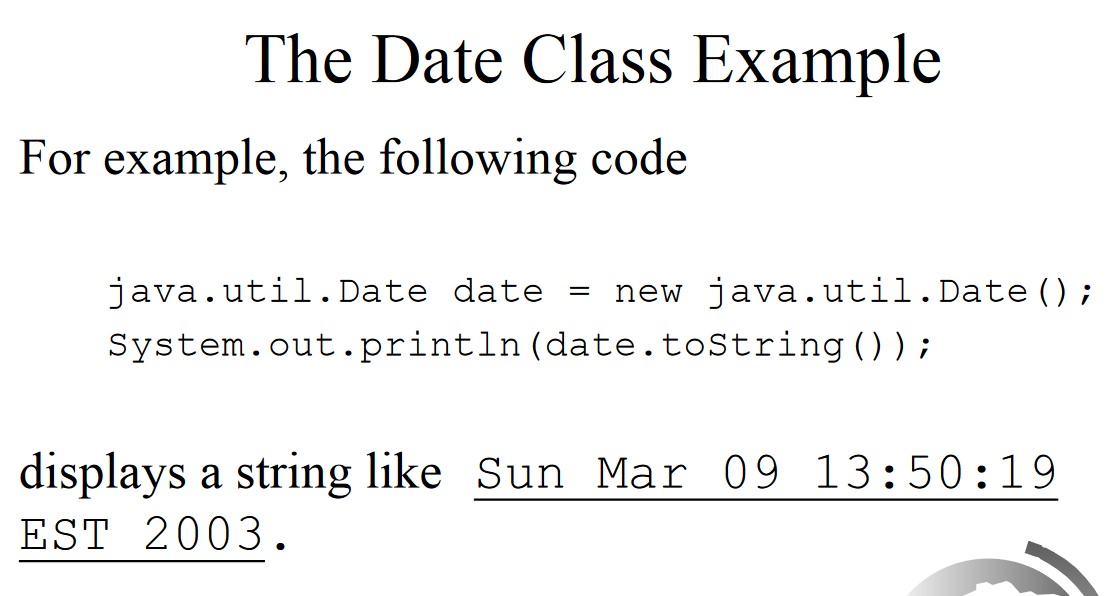 The Date Class Example
For example, the following code
java.util.Date date = new java.util.Date();
System.out.println(date.toString());
displays a string like Sun Mar 09 13:50:19
EST 2003.